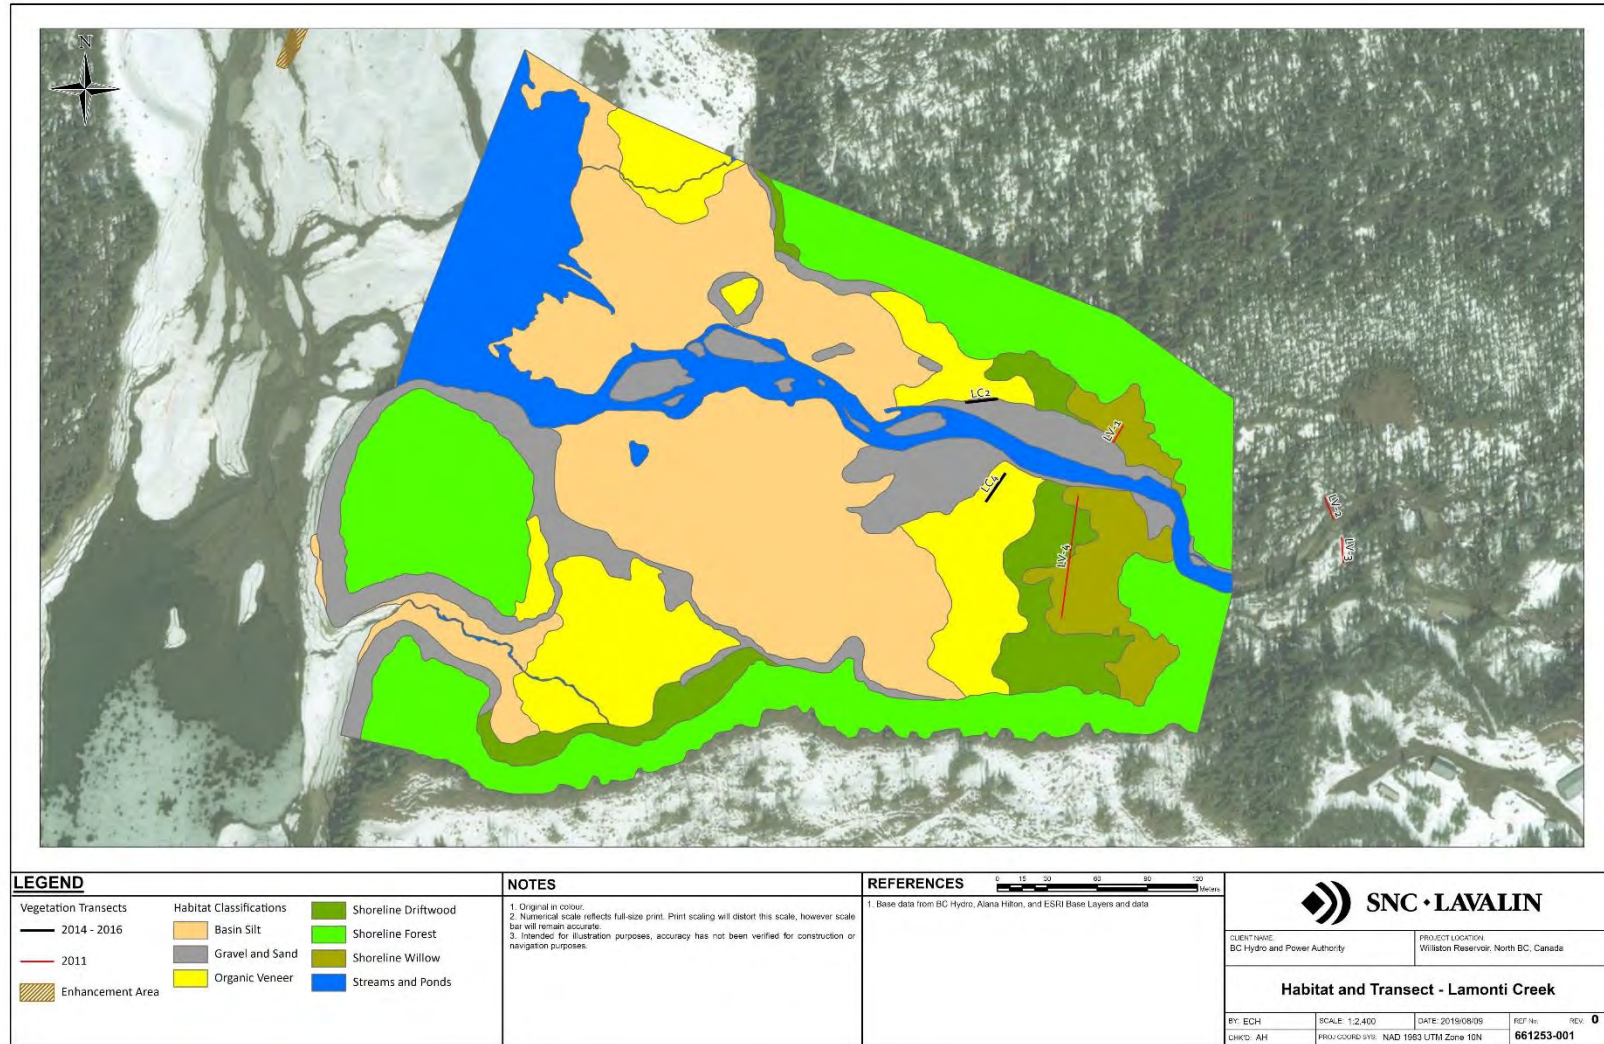 N
LC2
LV-1
LC4
LV-4
LV-2
LV-3
LEGEND
Vegetation Transects
2014 - 2016
2011
Enhancement Area
Habitat Classifications
Basin Silt
Gravel and Sand
Organic Veneer
Shoreline Driftwood
Shoreline Forest
Shoreline Willow
Streams and Ponds
NOTES
1. Original in colour.
2. Numerical scale reflects full-size print. Print scaling will distort this scale, however scale
bar will remain accurate.
3. Intended for illustration purposes, accuracy has not been verified for construction or
navigation purposes.
REFERENCES
0 15 30 60 90 120
Meters
1. Base data from BC Hydro, Alana Hilton, and ESRI Base Layers and data
SNC • LAVALIN
CLIENT NAME:
BC Hydro and Power Authority
PROJECT LOCATION:
Williston Reservoir, North BC, Canada
Habitat and Transect - Lamonti Creek
BY: ECH
SCALE: 1:2,400
DATE: 2019/08/09
REF No:
REV: 0
CHK'D: AH
PROJ COORD SYS: NAD 1983 UTM Zone 10N
661253-001